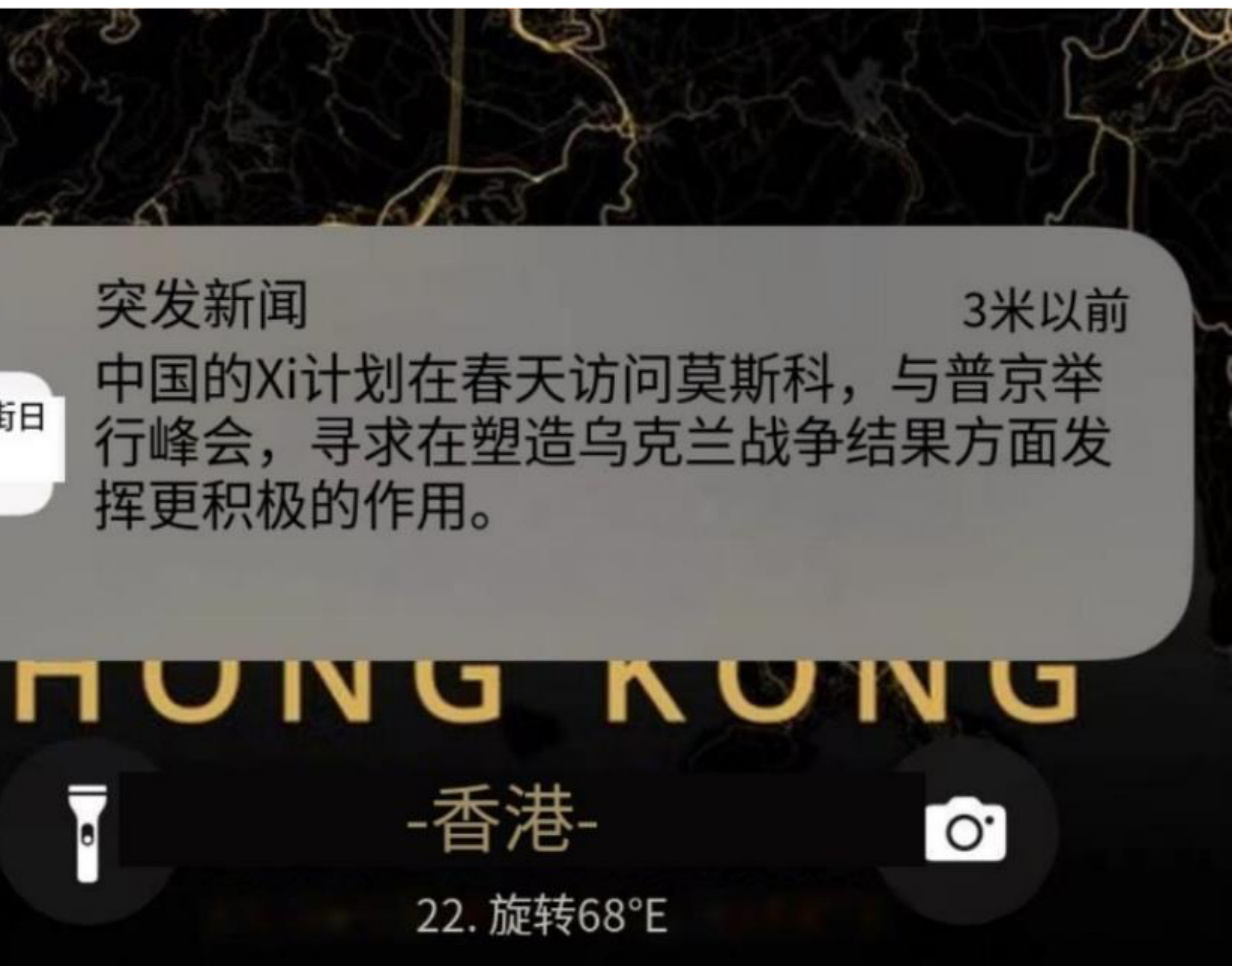 突发新闻
3米以前
中国的Xi计划在春天访问莫斯科，与普京举
行峰会，寻求在塑造乌克兰战争结果方面发
挥更积极的作用。
街日
HONG KONG
-香港-
22. 旋转68°E